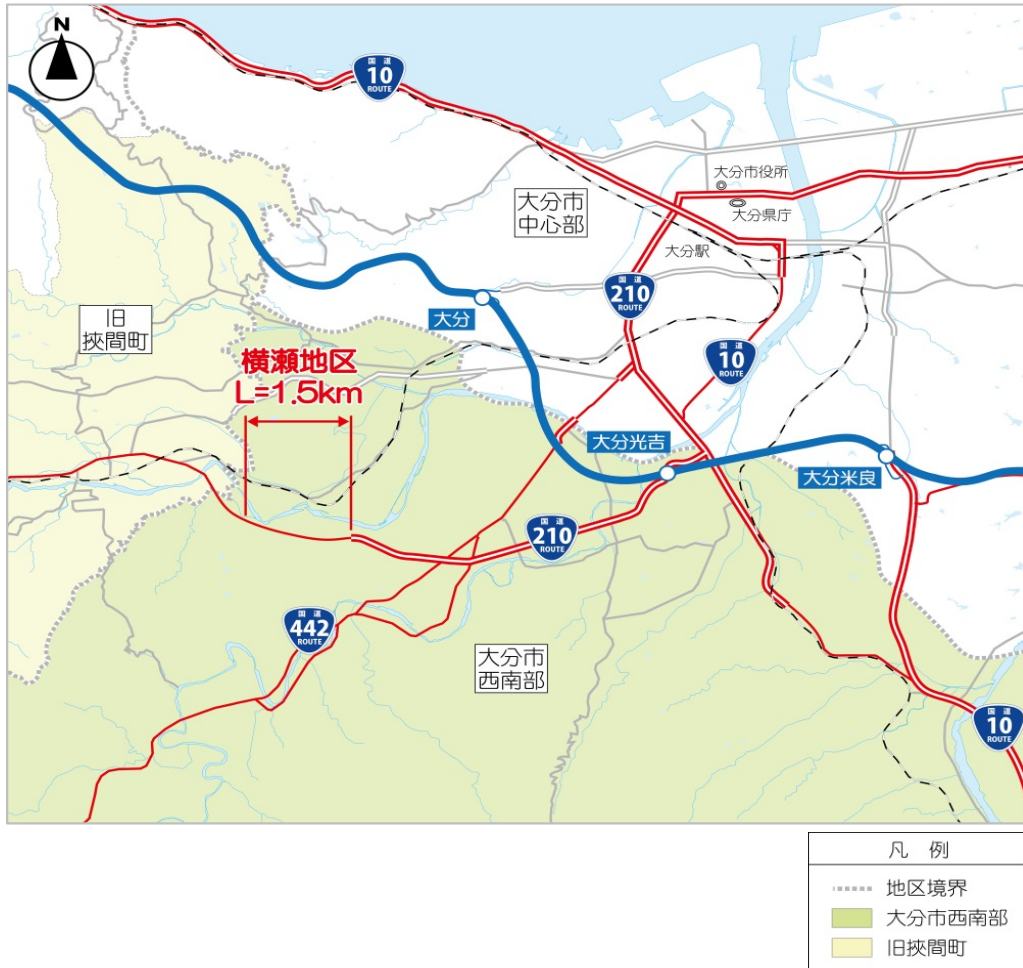 N
国道
10
ROUTE
大分市役所
大分県庁
大分市
中心部
大分駅
国道
210
ROUTE
大分
旧
挾間町
国道
10
ROUTE
横瀬地区
L=1.5km
大分光吉
大分米良
国道
210
ROUTE
国道
442
ROUTE
大分市
西南部
国道
10
ROUTE
凡例
地区境界
大分市西南部
旧挾間町